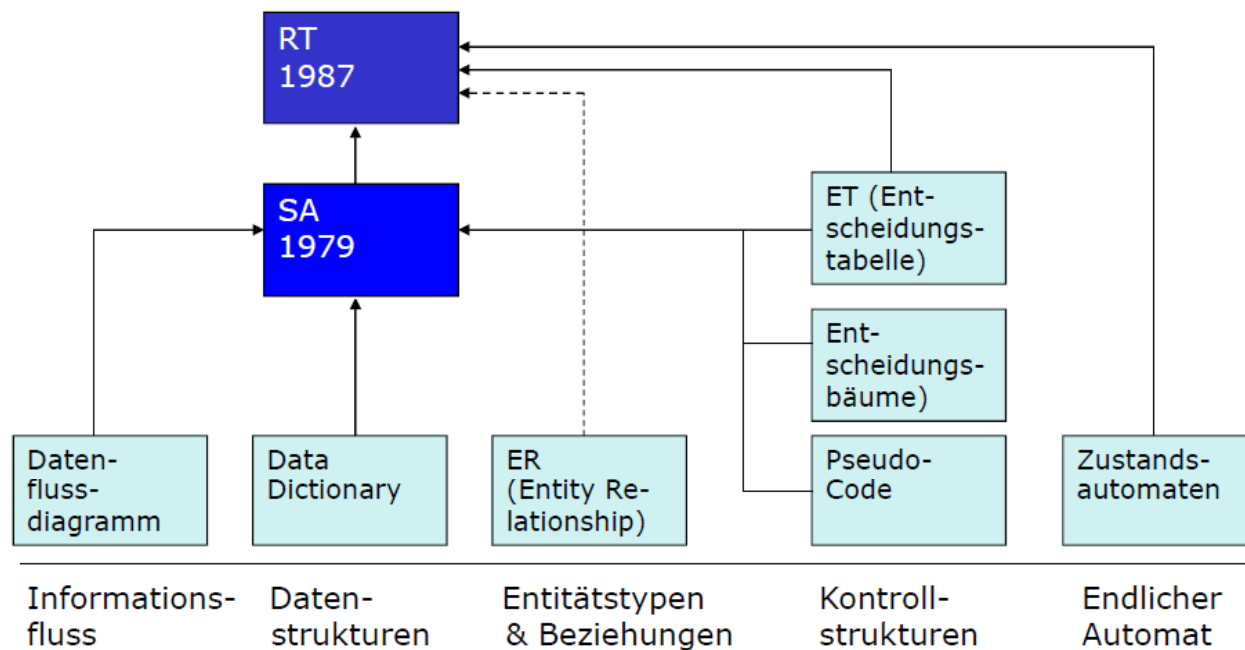 RT
1987
SA
1979
ET (Ent-
scheidungs-
tabelle)
Ent-
scheidungs-
bäume)
Daten-
fluss-
diagramm
Data
Dictionary
ER
(Entity Re-
lationship)
Pseudo-
Code
Zustands-
automaten
Informations-
fluss
Daten-
strukturen
Entitätstypen
& Beziehungen
Kontroll-
strukturen
Endlicher
Automat